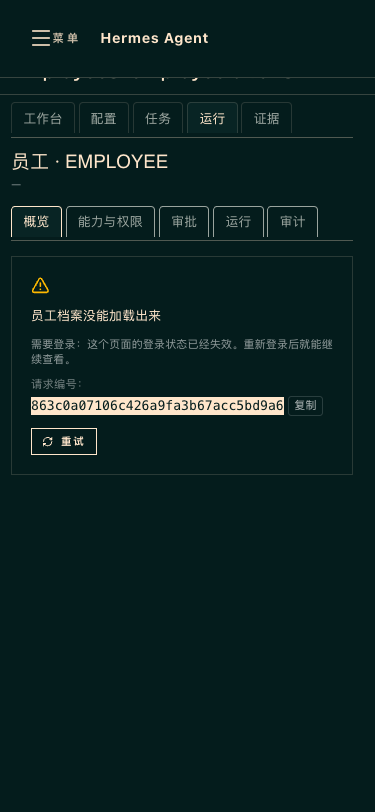 菜单 Hermes Agent
工作台 配置 任务 运行 证据
员工 · EMPLOYEE
—
概览 能力与权限 审批 运行 审计
员工档案没能加载出来
需要登录：这个页面的登录状态已经失效。重新登录后就能继
续查看。
请求编号：
863c0a07106c426a9fa3b67acc5bd9a6 复制
重试